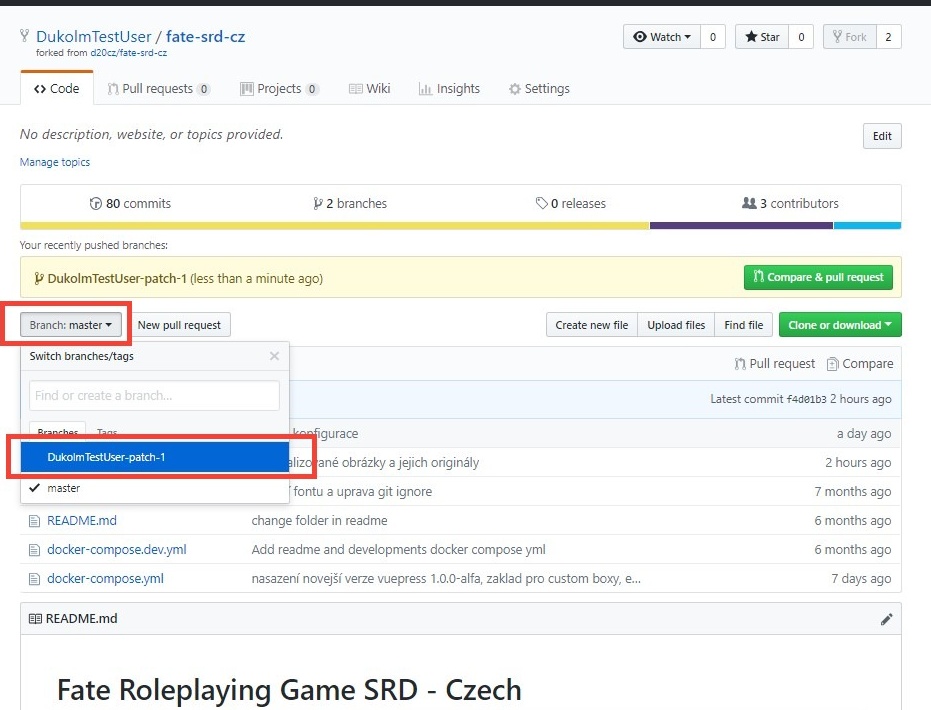 DukolmTestUser / fate-srd-cz
forked from d20cz/fate-srd-cz
Watch 0 Star 0 Fork 2
Code Pull requests 0 Projects 0 Wiki Insights Settings
No description, website, or topics provided.
Edit
Manage topics
80 commits 2 branches 0 releases 3 contributors
Your recently pushed branches:
DukolmTestUser-patch-1 (less than a minute ago) Compare & pull request
Branch: master New pull request Create new file Upload files Find file Clone or download
Switch branches/tags
Pull request Compare
Find or create a branch...
Latest commit f4d01b3 2 hours ago
Branches Tags
konfigurace a day ago
DukolmTestUser-patch-1
obrázky a jejich originály 2 hours ago
master
fontu a uprava git ignore 7 months ago
README.md change folder in readme 6 months ago
docker-compose.dev.yml Add readme and developments docker compose yml 6 months ago
docker-compose.yml nasazení novejší verze vuepress 1.0.0-alfa, zaklad pro custom boxy, e... 7 days ago
README.md
Fate Roleplaying Game SRD - Czech